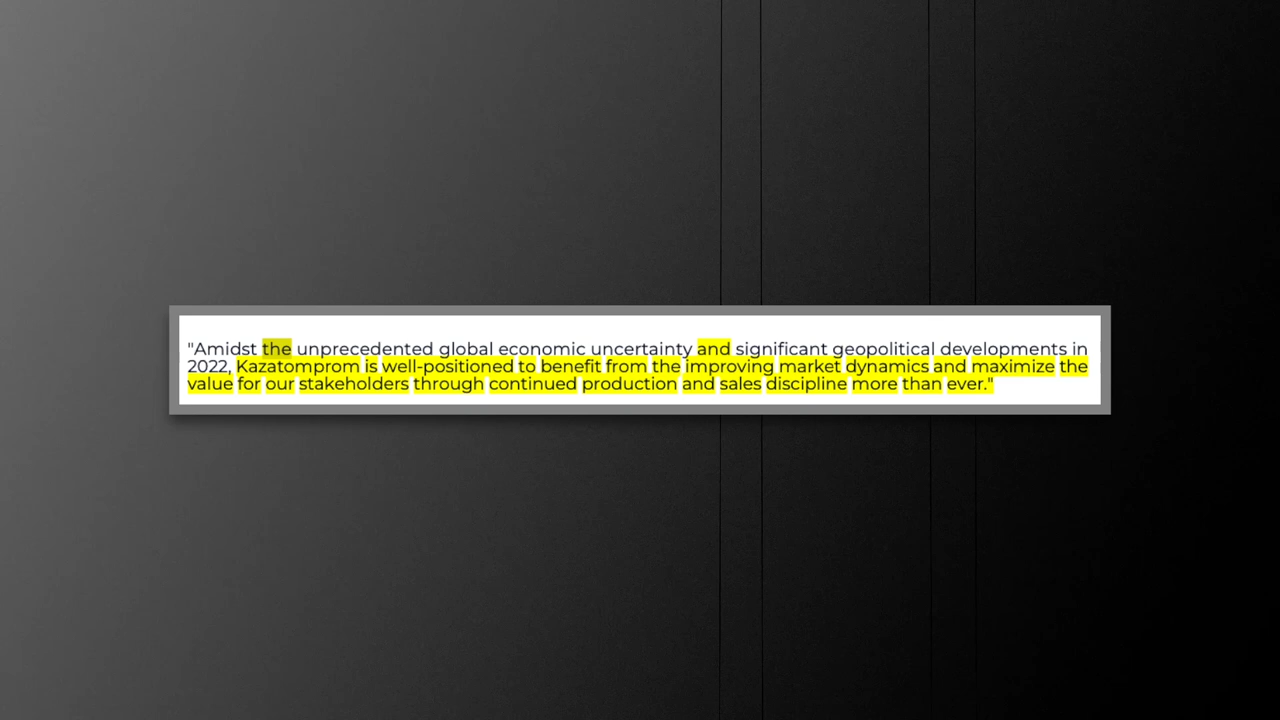 "Amidst the unprecedented global economic uncertainty and significant geopolitical developments in
2022, Kazatomprom is well-positioned to benefit from the improving market dynamics and maximize the
value for our stakeholders through continued production and sales discipline more than ever."